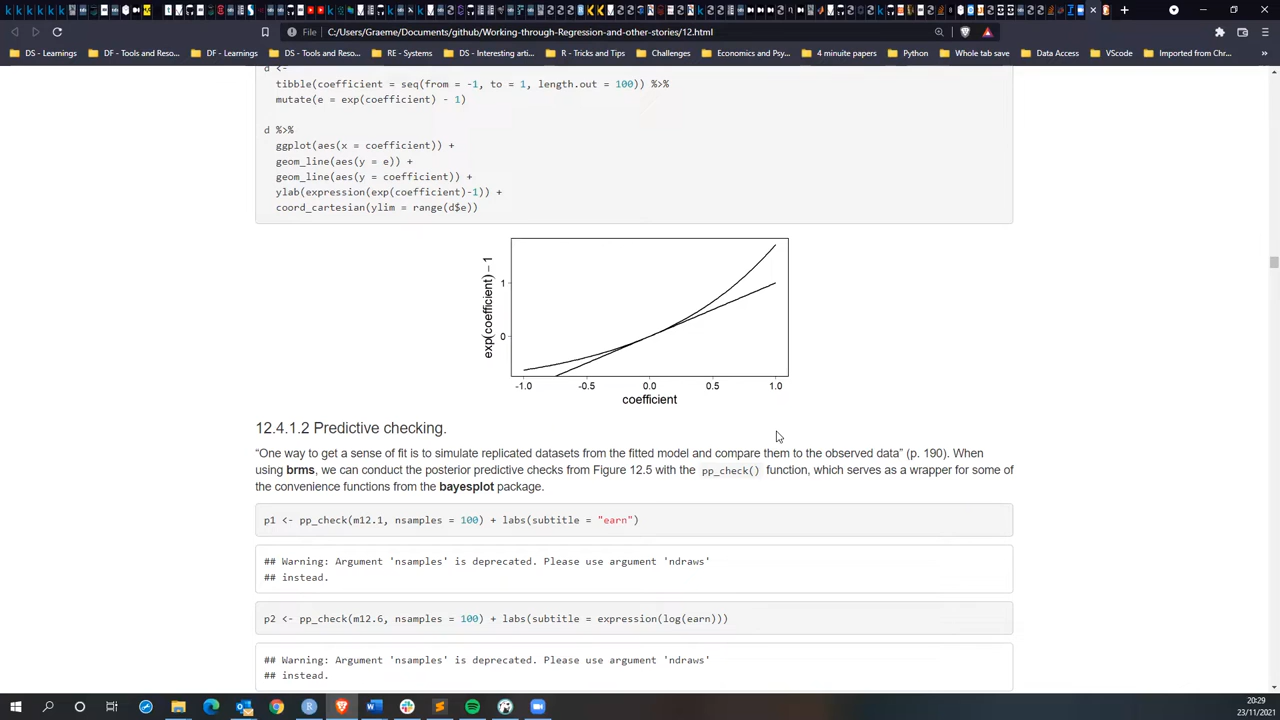 File
C:/Users/Graeme/Documents/github/Working-through-Regression-and-other-stories/12.html
DS - Learnings
DF - Tools and Reso...
DF - Learnings
DS - Tools and Reso...
RE - Systems
DS - Interesting artic...
R - Tricks and Tips
Challenges
Economics and Psy...
4 minuite papers
Python
Whole tab save
Data Access
VScode
Imported from Chr...
d <-
tibble(coefficient = seq(from = -1, to = 1, length.out = 100)) %>%
mutate(e = exp(coefficient) - 1)
d %>%
ggplot(aes(x = coefficient)) +
geom_line(aes(y = e)) +
geom_line(aes(y = coefficient)) +
ylab(expression(exp(coefficient)-1)) +
coord_cartesian(ylim = range(d$e))
exp(coefficient) − 1
1
0
-1.0
-0.5
0.0
0.5
1.0
coefficient
12.4.1.2 Predictive checking.
“One way to get a sense of fit is to simulate replicated datasets from the fitted model and compare them to the observed data” (p. 190). When
using brms, we can conduct the posterior predictive checks from Figure 12.5 with the pp_check() function, which serves as a wrapper for some of
the convenience functions from the bayesplot package.
p1 <- pp_check(m12.1, nsamples = 100) + labs(subtitle = "earn")
## Warning: Argument 'nsamples' is deprecated. Please use argument 'ndraws'
## instead.
p2 <- pp_check(m12.6, nsamples = 100) + labs(subtitle = expression(log(earn)))
## Warning: Argument 'nsamples' is deprecated. Please use argument 'ndraws'
## instead.
20:29
23/11/2021